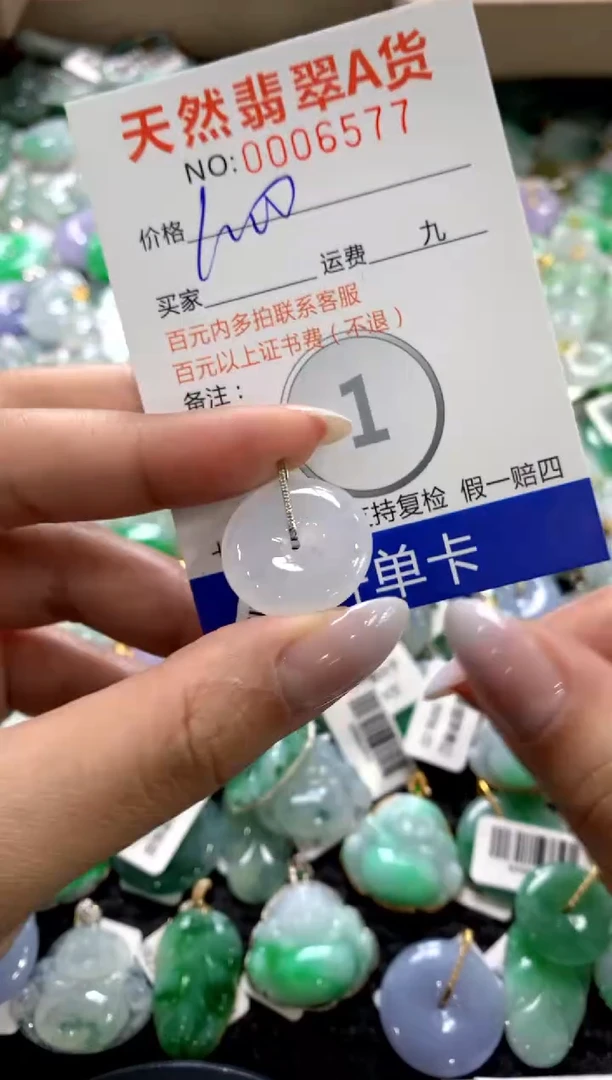 天然翡翠A货
NO:0006577
价格
买家 运费 九
百元内多拍联系客服
百元以上证书费（不退）
备注：
1
支持复检 假一赔四
单卡